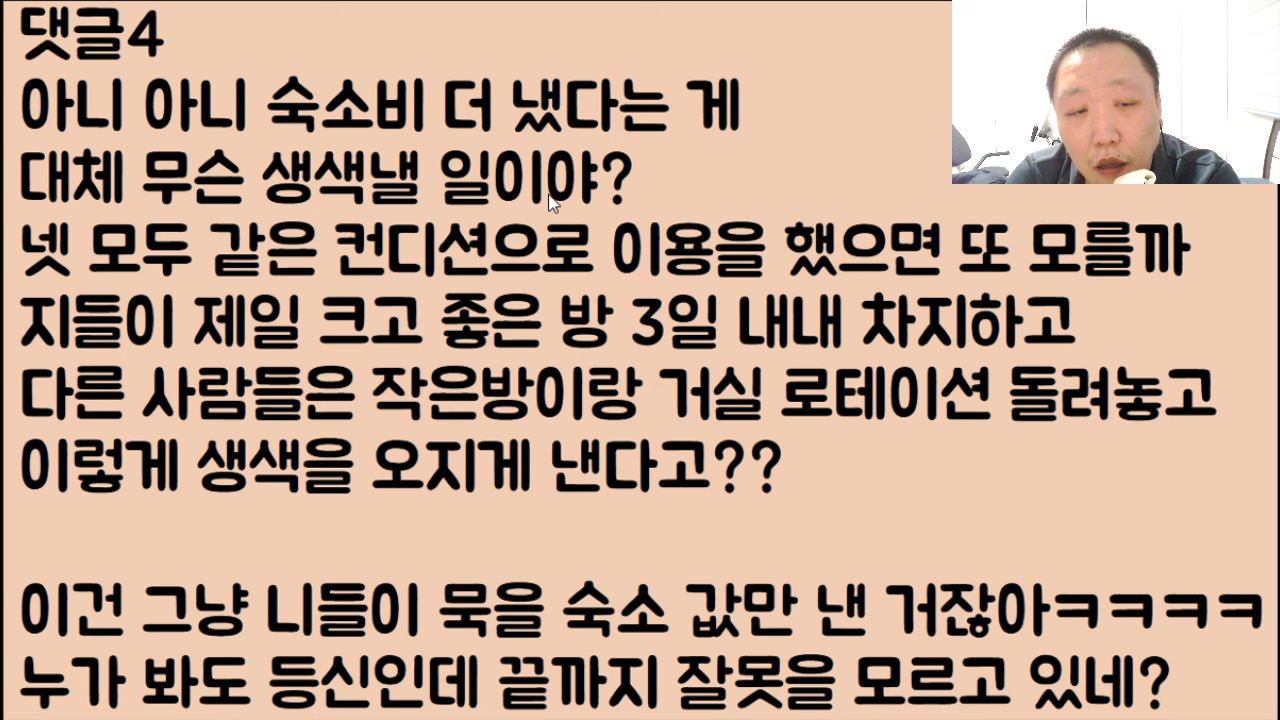 댓글4
아니 아니 숙소비 더 냈다는 게
대체 무슨 생색낼 일이야?
넷 모두 같은 컨디션으로 이용을 했으면 또 모를까
지들이 제일 크고 좋은 방 3일 내내 차지하고
다른 사람들은 작은방이랑 거실 로테이션 돌려놓고
이렇게 생색을 오지게 낸다고??
이건 그냥 니들이 묵을 숙소 값만 낸 거잖아ㅋㅋㅋㅋ
누가 봐도 등신인데 끝까지 잘못을 모르고 있네?